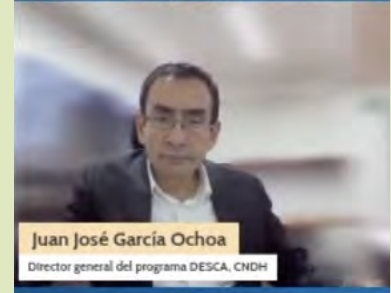 Juan José García Ochoa
Director general del programa DESCA, CNDH